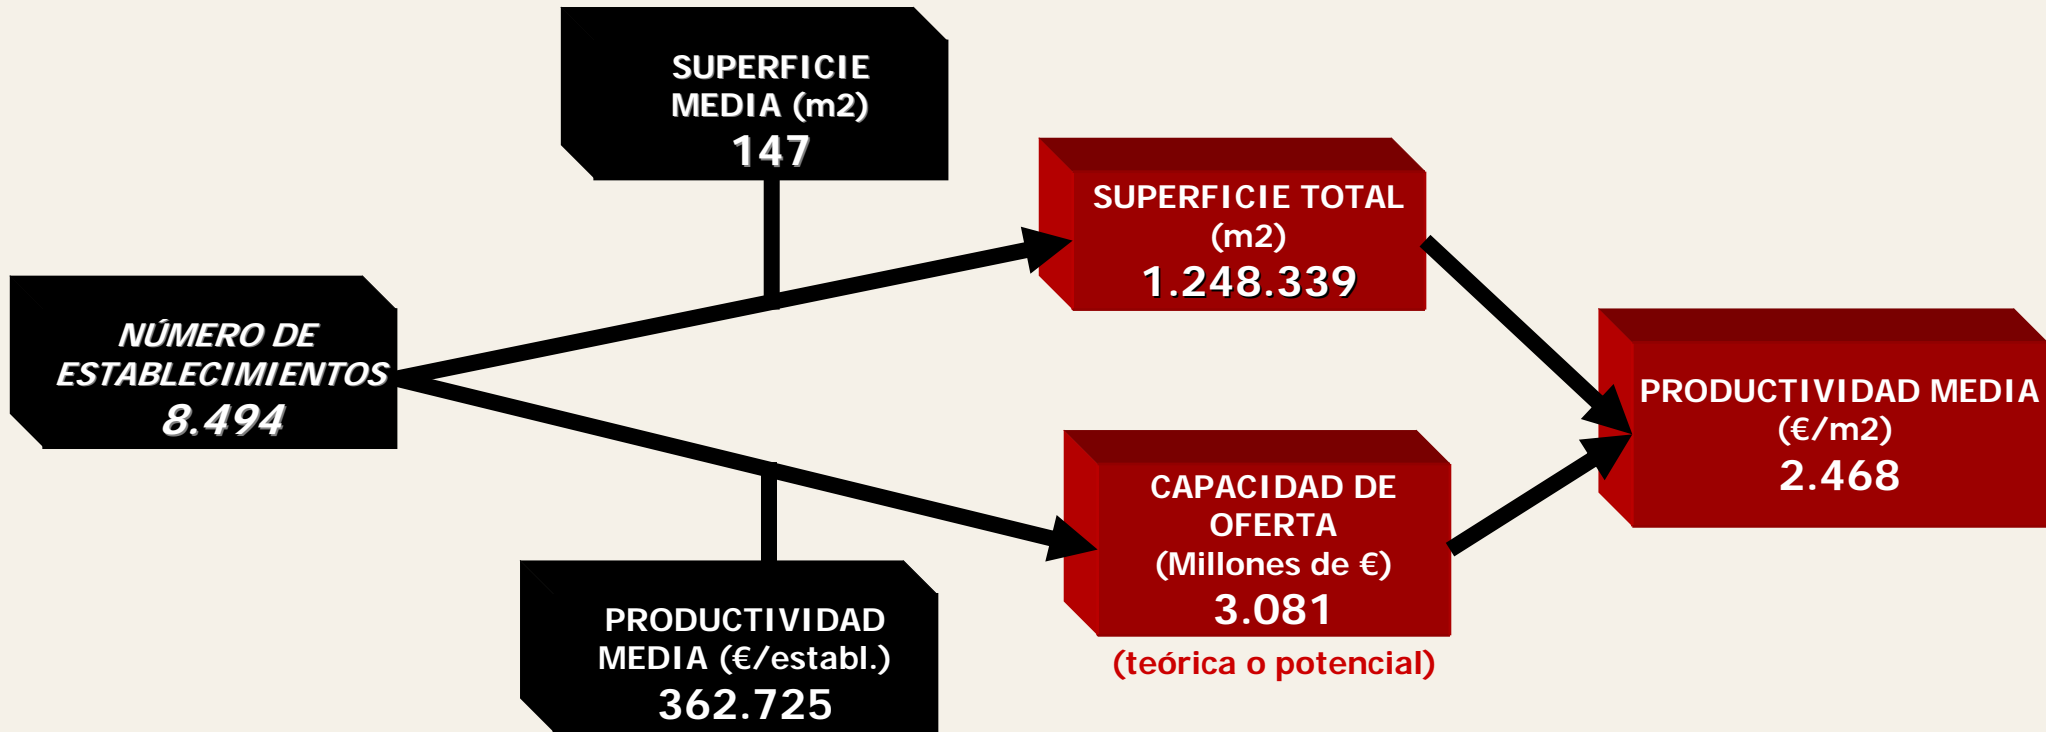 SUPERFICIE
MEDIA (m2)
147
SUPERFICIE TOTAL
(m2)
1.248.339
NÚMERO DE
ESTABLECIMIENTOS
8.494
PRODUCTIVIDAD MEDIA
(€/m2)
2.468
CAPACIDAD DE
OFERTA
(Millones de €)
3.081
(teórica o potencial)
PRODUCTIVIDAD
MEDIA (€/establ.)
362.725